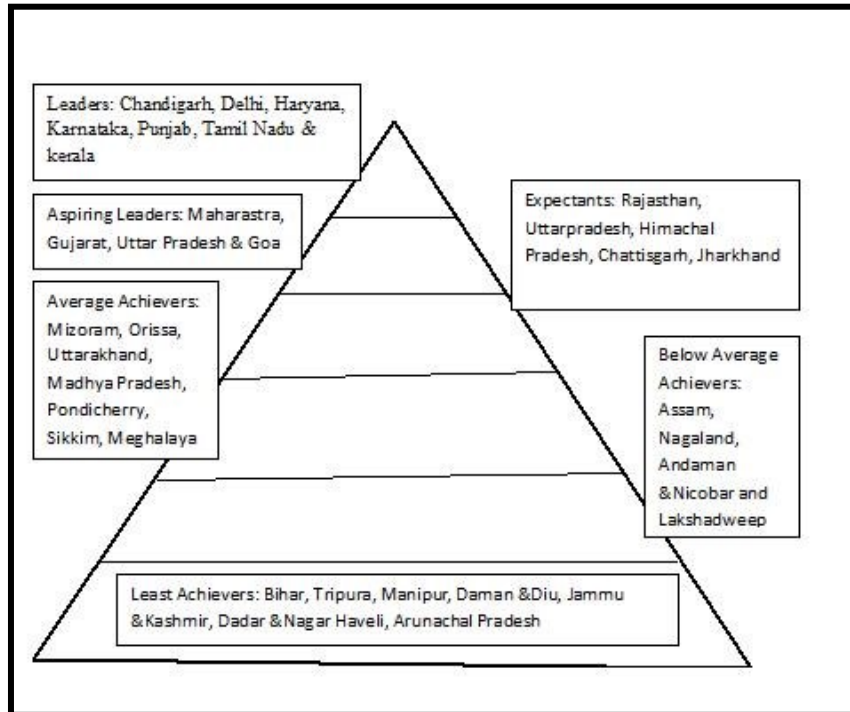 Leaders: Chandigarh, Delhi, Haryana,
Karnataka, Punjab, Tamil Nadu &
kerala
Aspiring Leaders: Maharastra,
Gujarat, Uttar Pradesh & Goa
Expectants: Rajasthan,
Uttarpradesh, Himachal
Pradesh, Chattisgarh, Jharkhand
Average Achievers:
Mizoram, Orissa,
Uttarakhand,
Madhya Pradesh,
Pondicherry,
Sikkim, Meghalaya
Below Average
Achievers:
Assam,
Nagaland,
Andaman
&Nicobar and
Lakshadweep
Least Achievers: Bihar, Tripura, Manipur, Daman &Diu, Jammu
&Kashmir, Dadar &Nagar Haveli, Arunachal Pradesh